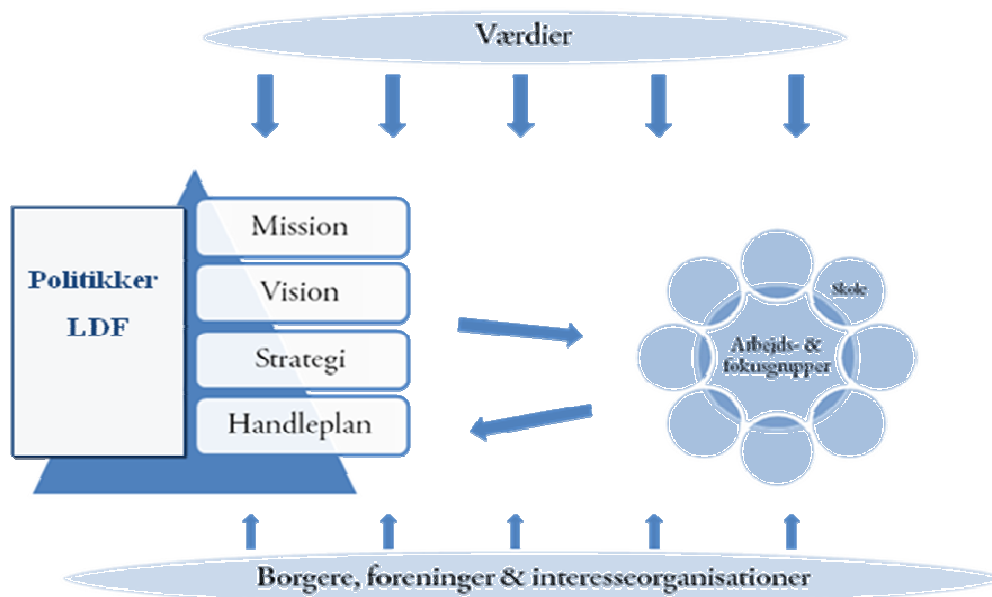 Værdier
Politikker
LDF
Mission
Vision
Strategi
Handleplan
Skole
Arbejds- &
fokusgrupper
Borgere, foreninger & interesseorganisationer